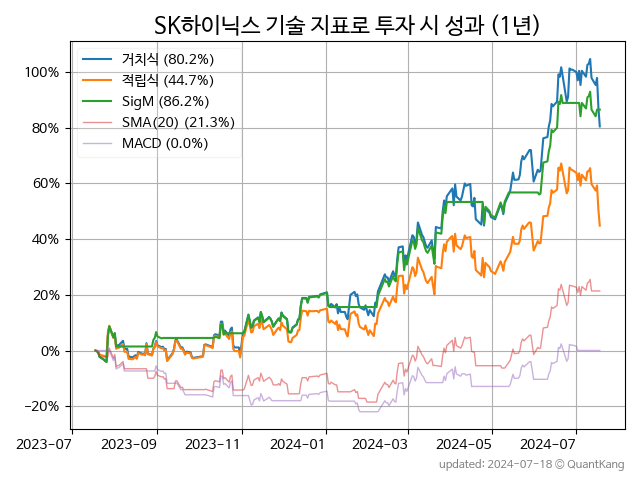 SK하이닉스 기술 지표로 투자 시 성과 (1년)
거치식 (80.2%)
적립식 (44.7%)
SigM (86.2%)
SMA(20) (21.3%)
MACD (0.0%)
100%
80%
60%
40%
20%
0%
−20%
2023-07 2023-09 2023-11 2024-01 2024-03 2024-05 2024-07
updated: 2024-07-18 @ QuantKang